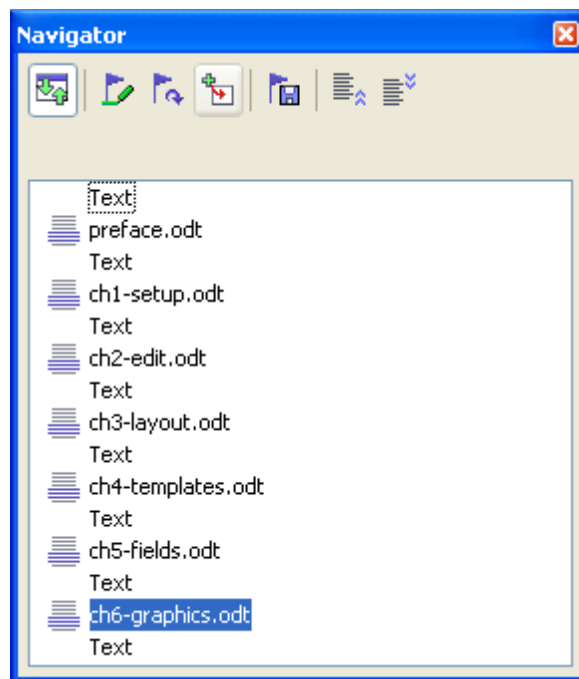 Navigator
Text
preface.odt
Text
ch1-setup.odt
Text
ch2-edit.odt
Text
ch3-layout.odt
Text
ch4-templates.odt
Text
ch5-fields.odt
Text
ch6-graphics.odt
Text